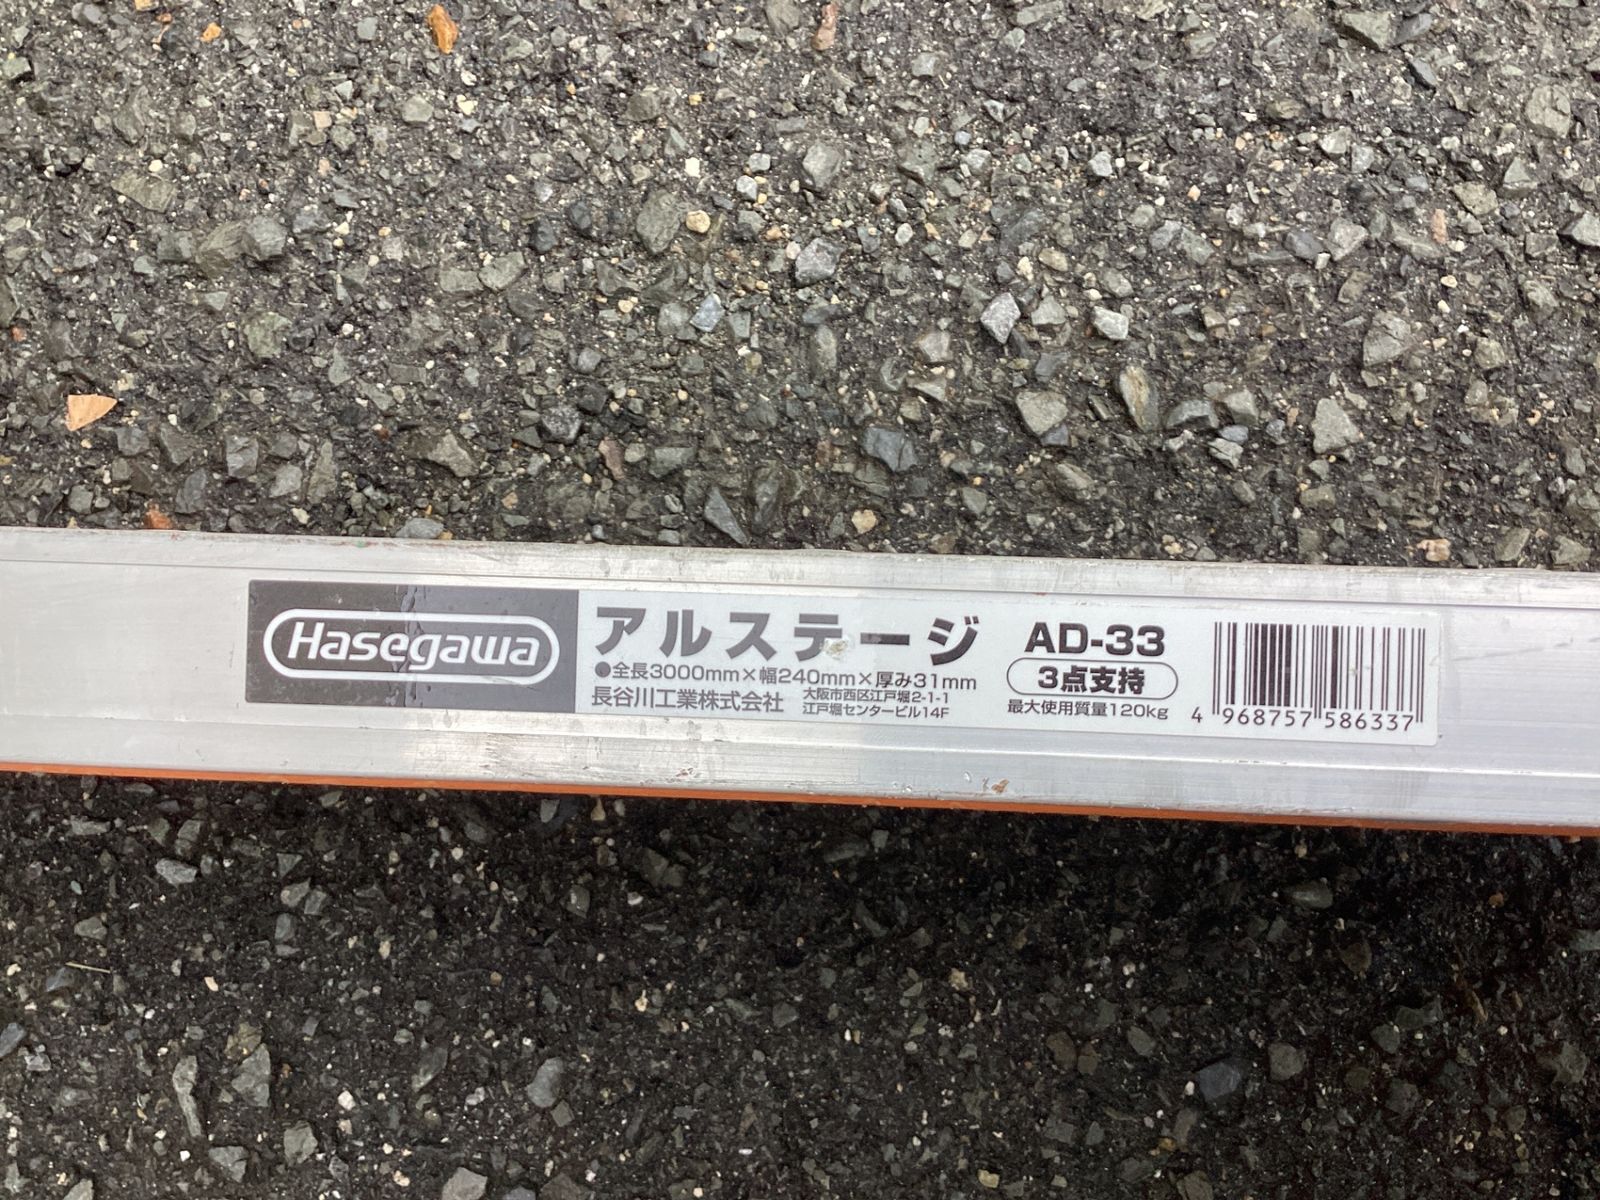 Hasegawa
アルステージ AD-33
●全長3000mm×幅240mm×厚み31mm
3点支持
長谷川工業株式会社
大阪市西区江戸堀2-1-1
江戸堀センタービル14F
最大使用質量120kg
4 968757 586337